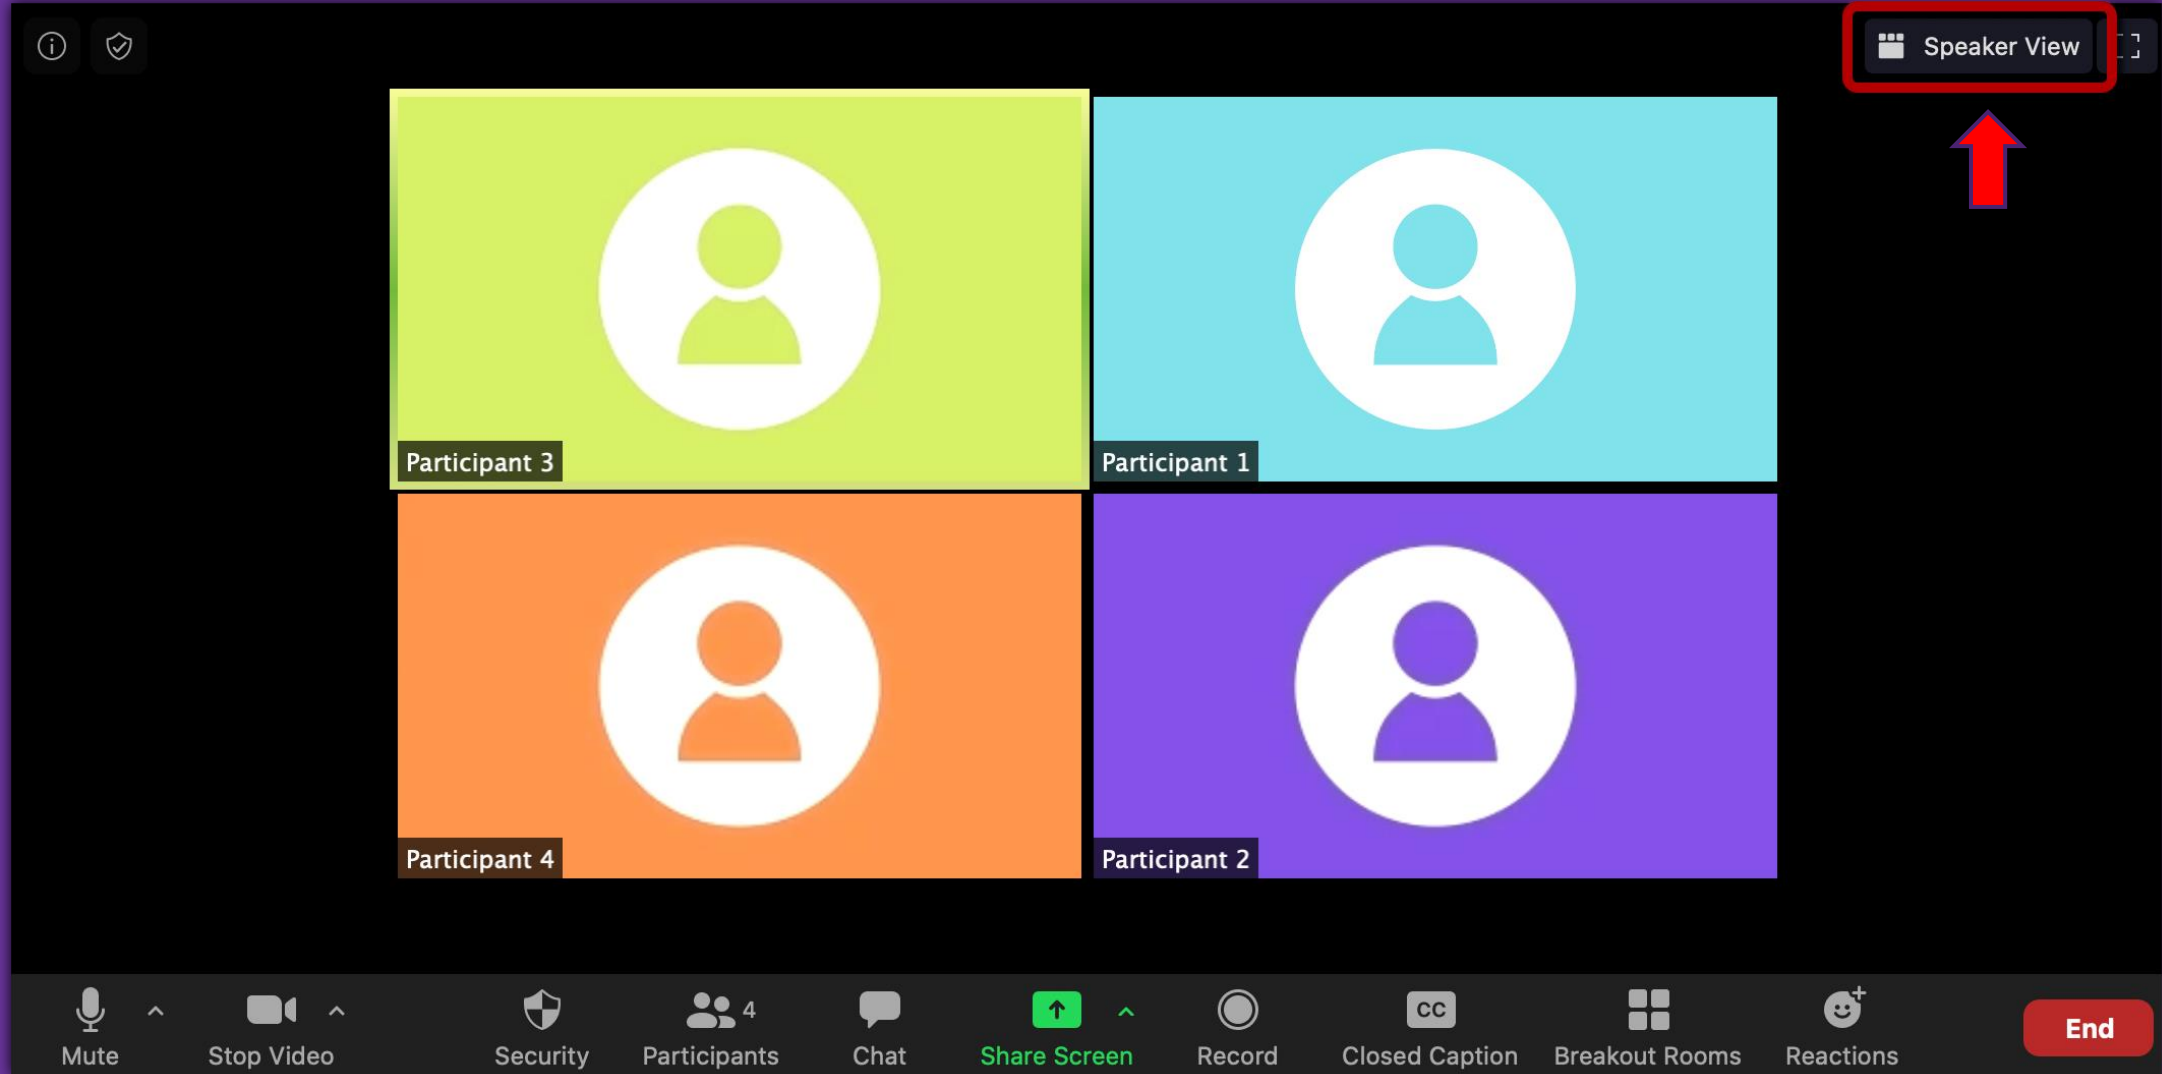 Speaker View
Participant 3
Participant 1
Participant 4
Participant 2
4
CC
Mute
Stop Video
Security
Participants
Chat
Share Screen
Record
Closed Caption
Breakout Rooms
Reactions
End